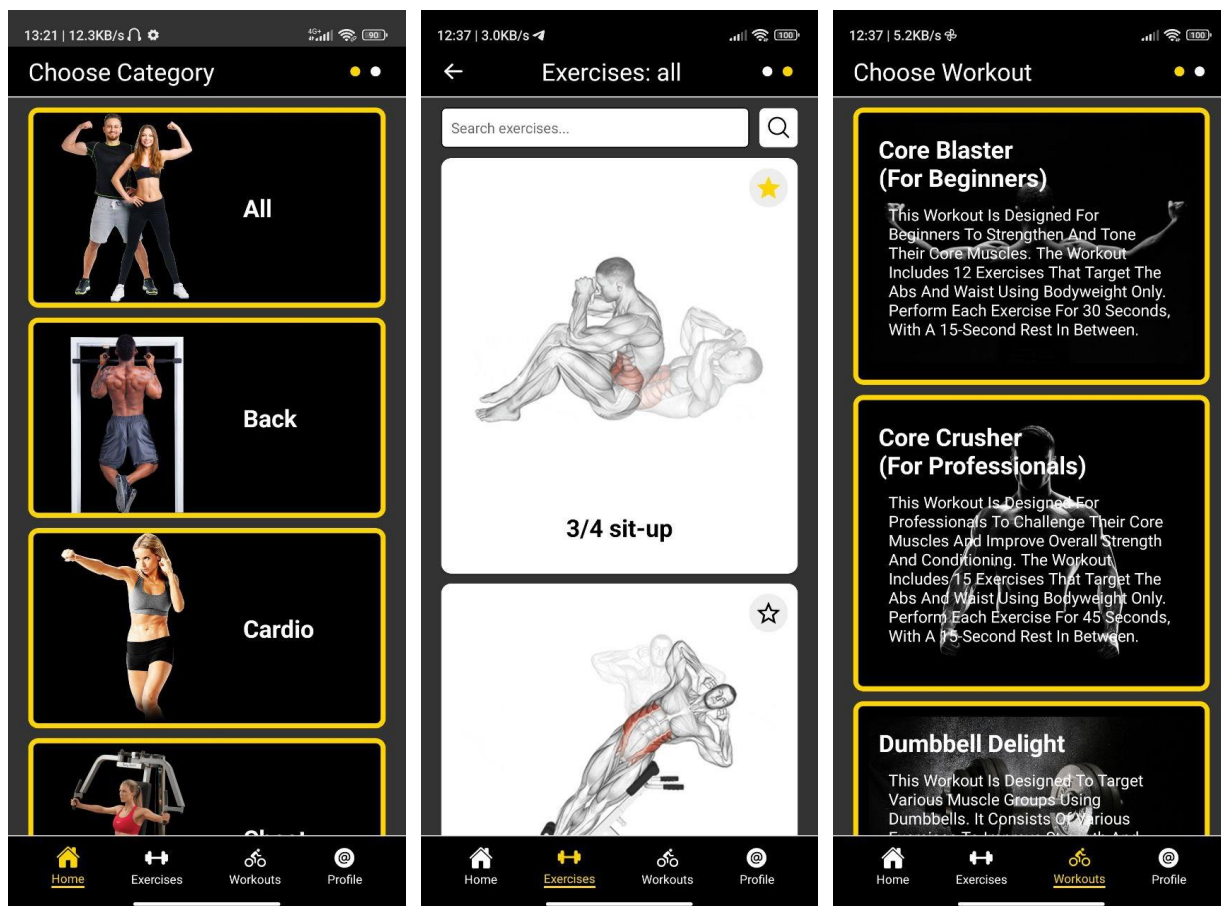 13:21 | 12.3KB/s
4G+
90
Choose Category
All
Back
Cardio
Chest
Home
Exercises
Workouts
Profile
12:37 | 3.0KB/s
100
Exercises: all
Search exercises...
3/4 sit-up
Home
Exercises
Workouts
Profile
12:37 | 5.2KB/s
100
Choose Workout
Core Blaster
(For Beginners)
This Workout Is Designed For
Beginners To Strengthen And Tone
Their Core Muscles. The Workout
Includes 12 Exercises That Target The
Abs And Waist Using Bodyweight Only.
Perform Each Exercise For 30 Seconds,
With A 15-Second Rest In Between.
Core Crusher
(For Professionals)
This Workout Is Designed For
Professionals To Challenge Their Core
Muscles And Improve Overall Strength
And Conditioning. The Workout
Includes 15 Exercises That Target The
Abs And Waist Using Bodyweight Only.
Perform Each Exercise For 45 Seconds,
With A 15-Second Rest In Between.
Dumbbell Delight
This Workout Is Designed To Target
Various Muscle Groups Using
Dumbbells. It Consists Of Various
Home
Exercises
Workouts
Profile